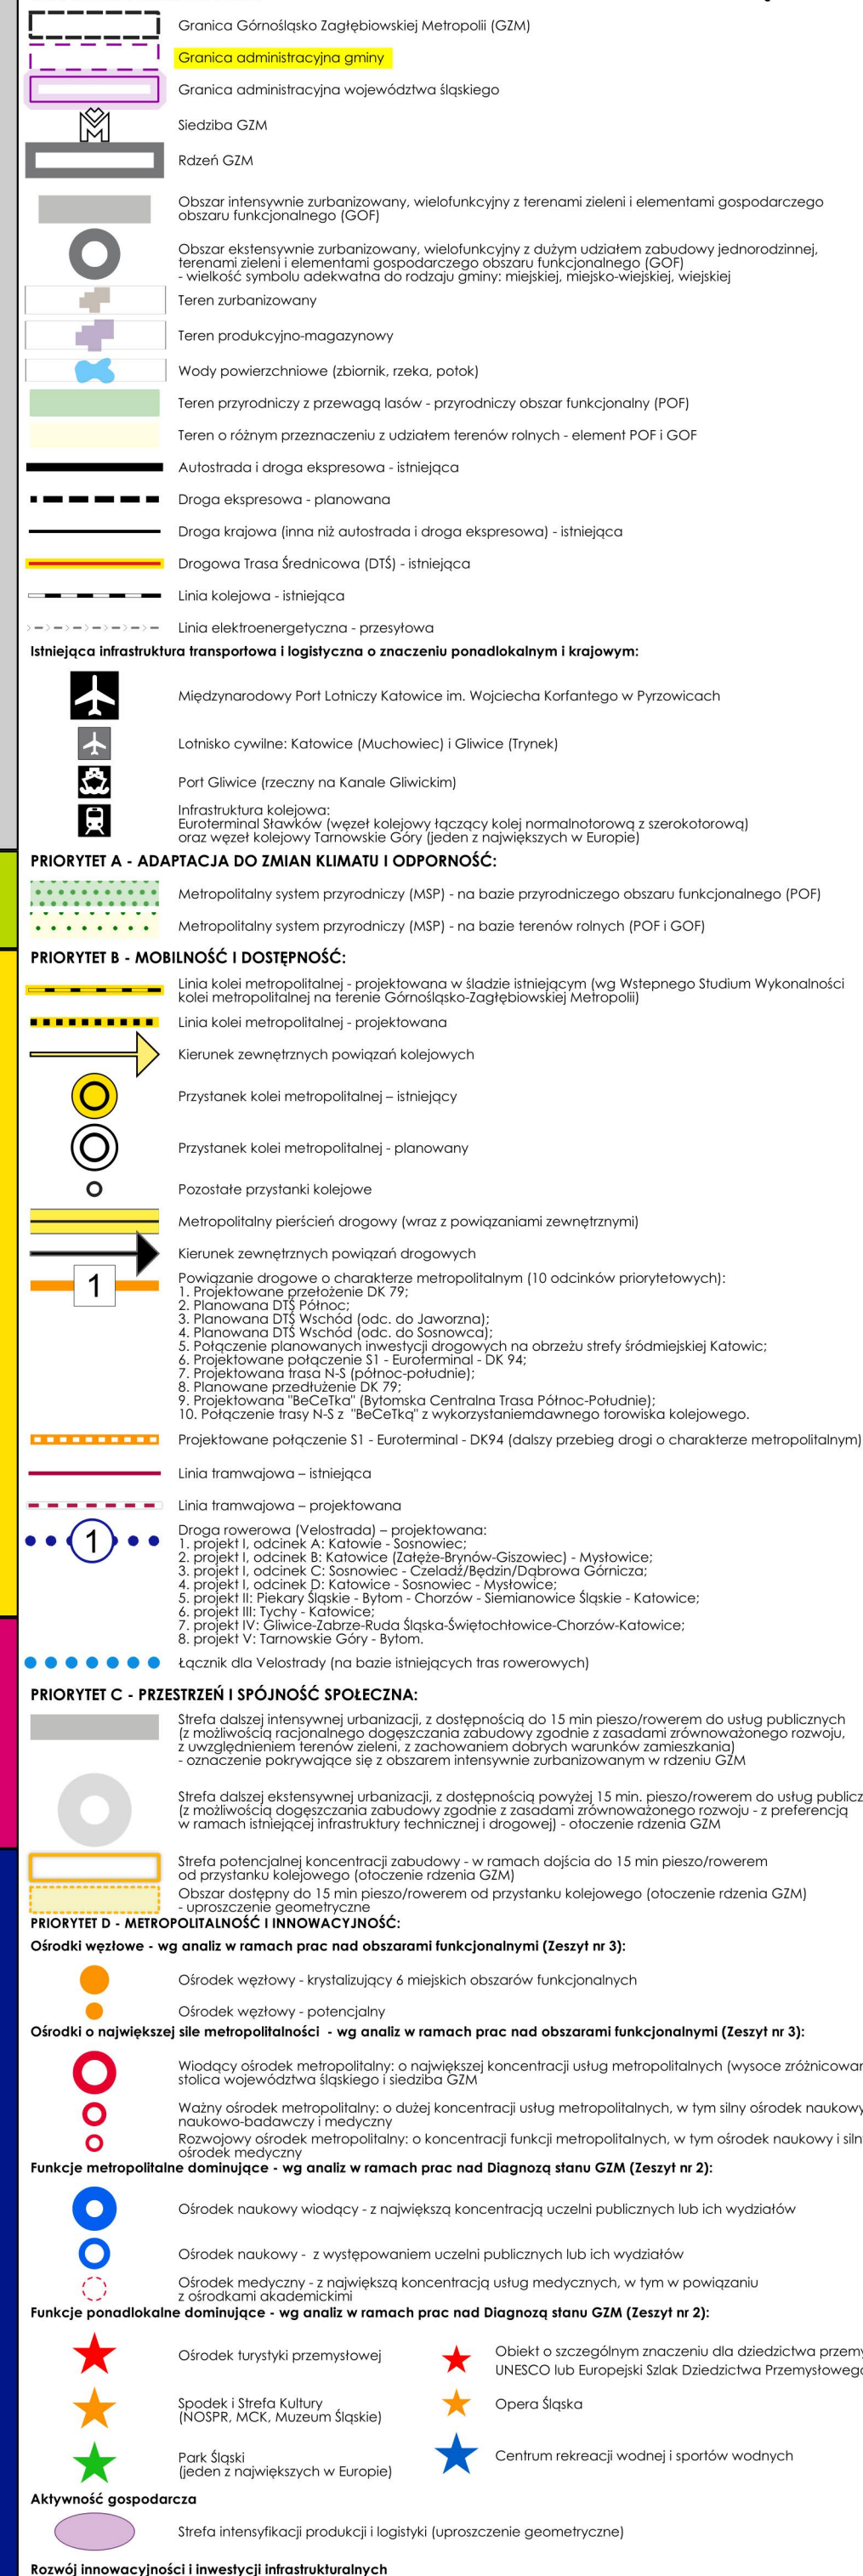 Granica Górnośląsko Zagłębiowskiej Metropolii (GZM)
Granica administracyjna gminy
Granica administracyjna województwa śląskiego
Siedziba GZM
Rdzeń GZM
Obszar intensywnie zurbanizowany, wielofunkcyjny z terenami zieleni i elementami gospodarczego
obszaru funkcjonalnego (GOF)
Obszar ekstensywnie zurbanizowany, wielofunkcyjny z dużym udziałem zabudowy jednorodzinnej,
terenami zieleni i elementami gospodarczego obszaru funkcjonalnego (GOF)
- wielkość symbolu adekwatna do rodzaju gminy: miejskiej, miejsko-wiejskiej, wiejskiej
Teren zurbanizowany
Teren produkcyjno-magazynowy
Wody powierzchniowe (zbiornik, rzeka, potok)
Teren przyrodniczy z przewagą lasów - przyrodniczy obszar funkcjonalny (POF)
Teren o różnym przeznaczeniu z udziałem terenów rolnych - element POF i GOF
Autostrada i droga ekspresowa - istniejąca
Droga ekspresowa - planowana
Droga krajowa (inna niż autostrada i droga ekspresowa) - istniejąca
Drogowa Trasa Średnicowa (DTŚ) - istniejąca
Linia kolejowa - istniejąca
Linia elektroenergetyczna - przesyłowa
Istniejąca infrastruktura transportowa i logistyczna o znaczeniu ponadlokalnym i krajowym:
Międzynarodowy Port Lotniczy Katowice im. Wojciecha Korfantego w Pyrzowicach
Lotnisko cywilne: Katowice (Muchowiec) i Gliwice (Trynek)
Port Gliwice (rzeczny na Kanale Gliwickim)
Infrastruktura kolejowa:
Euroterminal Sławków (węzeł kolejowy łączący kolej normalnotorową z szerokotorową)
oraz węzeł kolejowy Tarnowskie Góry (jeden z największych w Europie)
PRIORYTET A - ADAPTACJA DO ZMIAN KLIMATU I ODPORNOŚĆ:
Metropolitalny system przyrodniczy (MSP) - na bazie przyrodniczego obszaru funkcjonalnego (POF)
Metropolitalny system przyrodniczy (MSP) - na bazie terenów rolnych (POF i GOF)
PRIORYTET B - MOBILNOŚĆ I DOSTĘPNOŚĆ:
Linia kolei metropolitalnej - projektowana w śladzie istniejącym (wg Wstepnego Studium Wykonalności
kolei metropolitalnej na terenie Górnośląsko-Zagłębiowskiej Metropolii)
Linia kolei metropolitalnej - projektowana
Kierunek zewnętrznych powiązań kolejowych
Przystanek kolei metropolitalnej – istniejący
Przystanek kolei metropolitalnej - planowany
Pozostałe przystanki kolejowe
Metropolitalny pierścień drogowy (wraz z powiązaniami zewnętrznymi)
Kierunek zewnętrznych powiązań drogowych
1
Powiązanie drogowe o charakterze metropolitalnym (10 odcinków priorytetowych):
1. Projektowane przełożenie DK 79;
2. Planowana DTŚ Północ;
3. Planowana DTŚ Wschód (odc. do Jaworzna);
4. Planowana DTŚ Wschód (odc. do Sosnowca);
5. Połączenie planowanych inwestycji drogowych na obrzeżu strefy śródmiejskiej Katowic;
6. Projektowane połączenie S1 - Euroterminal - DK 94;
7. Projektowana trasa N-S (północ-południe);
8. Planowane przedłużenie DK 79;
9. Projektowana "BeCeTka" (Bytomska Centralna Trasa Północ-Południe);
10. Połączenie trasy N-S z "BeCeTką" z wykorzystaniemdawnego torowiska kolejowego.
Projektowane połączenie S1 - Euroterminal - DK94 (dalszy przebieg drogi o charakterze metropolitalnym)
Linia tramwajowa – istniejąca
Linia tramwajowa – projektowana
1
Droga rowerowa (Velostrada) – projektowana:
1. projekt I, odcinek A: Katowie - Sosnowiec;
2. projekt I, odcinek B: Katowice (Załęże-Brynów-Giszowiec) - Mysłowice;
3. projekt I, odcinek C: Sosnowiec - Czeladź/Będzin/Dąbrowa Górnicza;
4. projekt I, odcinek D: Katowice - Sosnowiec - Mysłowice;
5. projekt II: Piekary Śląskie - Bytom - Chorzów - Siemianowice Śląskie - Katowice;
6. projekt III: Tychy - Katowice;
7. projekt IV: Gliwice-Zabrze-Ruda Śląska-Świętochłowice-Chorzów-Katowice;
8. projekt V: Tarnowskie Góry - Bytom.
Łącznik dla Velostrady (na bazie istniejących tras rowerowych)
PRIORYTET C - PRZESTRZEŃ I SPÓJNOŚĆ SPOŁECZNA:
Strefa dalszej intensywnej urbanizacji, z dostępnością do 15 min pieszo/rowerem do usług publicznych
(z możliwością racjonalnego dogęszczania zabudowy zgodnie z zasadami zrównoważonego rozwoju,
z uwzględnieniem terenów zieleni, z zachowaniem dobrych warunków zamieszkania)
- oznaczenie pokrywające się z obszarem intensywnie zurbanizowanym w rdzeniu GZM
Strefa dalszej ekstensywnej urbanizacji, z dostępnością powyżej 15 min. pieszo/rowerem do usług publicz
(z możliwością dogęszczania zabudowy zgodnie z zasadami zrównoważonego rozwoju - z preferencją
w ramach istniejącej infrastruktury technicznej i drogowej) - otoczenie rdzenia GZM
Strefa potencjalnej koncentracji zabudowy - w ramach dojścia do 15 min pieszo/rowerem
od przystanku kolejowego (otoczenie rdzenia GZM)
Obszar dostępny do 15 min pieszo/rowerem od przystanku kolejowego (otoczenie rdzenia GZM)
- uproszczenie geometryczne
PRIORYTET D - METROPOLITALNOŚĆ I INNOWACYJNOŚĆ:
Ośrodki węzłowe - wg analiz w ramach prac nad obszarami funkcjonalnymi (Zeszyt nr 3):
Ośrodek węzłowy - krystalizujący 6 miejskich obszarów funkcjonalnych
Ośrodek węzłowy - potencjalny
Ośrodki o największej sile metropolitalności - wg analiz w ramach prac nad obszarami funkcjonalnymi (Zeszyt nr 3):
Wiodący ośrodek metropolitalny: o największej koncentracji usług metropolitalnych (wysoce zróżnicowan
stolica województwa śląskiego i siedziba GZM
Ważny ośrodek metropolitalny: o dużej koncentracji usług metropolitalnych, w tym silny ośrodek naukowy
naukowo-badawczy i medyczny
Rozwojowy ośrodek metropolitalny: o koncentracji funkcji metropolitalnych, w tym ośrodek naukowy i siln
ośrodek medyczny
Funkcje metropolitalne dominujące - wg analiz w ramach prac nad Diagnozą stanu GZM (Zeszyt nr 2):
Ośrodek naukowy wiodący - z największą koncentracją uczelni publicznych lub ich wydziałów
Ośrodek naukowy - z występowaniem uczelni publicznych lub ich wydziałów
Ośrodek medyczny - z największą koncentracją usług medycznych, w tym w powiązaniu
z ośrodkami akademickimi
Funkcje ponadlokalne dominujące - wg analiz w ramach prac nad Diagnozą stanu GZM (Zeszyt nr 2):
Ośrodek turystyki przemysłowej
Obiekt o szczególnym znaczeniu dla dziedzictwa przemy
UNESCO lub Europejski Szlak Dziedzictwa Przemysłowego
Spodek i Strefa Kultury
(NOSPR, MCK, Muzeum Śląskie)
Opera Śląska
Park Śląski
(jeden z największych w Europie)
Centrum rekreacji wodnej i sportów wodnych
Aktywność gospodarcza
Strefa intensyfikacji produkcji i logistyki (uproszczenie geometryczne)
Rozwój innowacyjności i inwestycji infrastrukturalnych